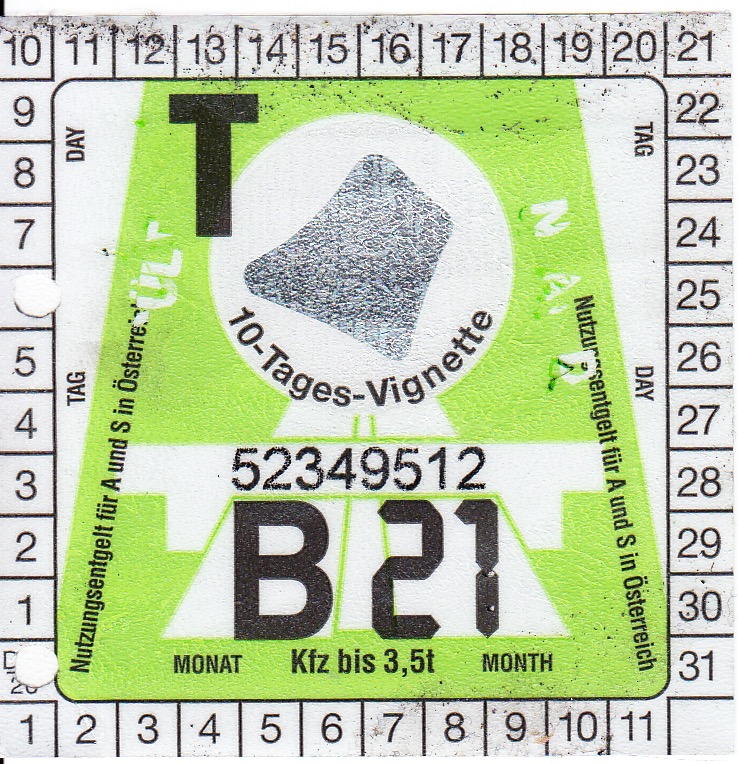 10 11 12 13 14 15 16 17 18 19 20 21
9 22
DAY T TAG
8 23
7 24
25
10-Tages-Vignette
5 26
TAG DAY
4 27
Nutzungsentgelt für A und S in
Nutzungsentgelt für A und S in Österreich
52349512
3 28
2 29
B 21
1 30
MONAT Kfz bis 3,5t MONTH
31
1 2 3 4 5 6 7 8 9 10 11